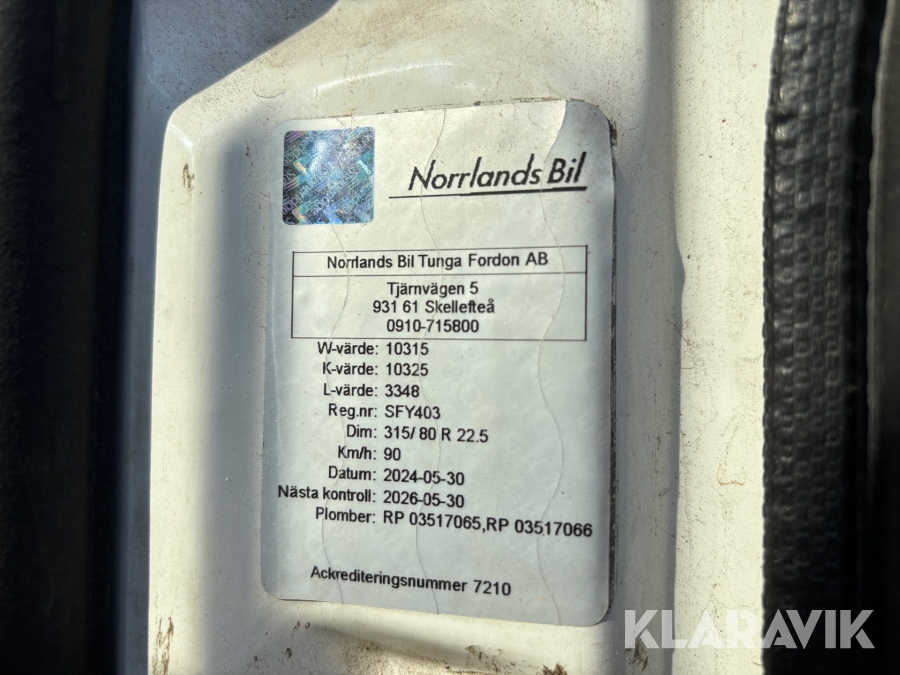 Norrlands Bil
Norrlands Bil Tunga Fordon AB
Tjärnvägen 5
931 61 Skellefteå
0910-715800
W-värde: 10315
K-värde: 10325
L-värde: 3348
Reg.nr: SFY403
Dim: 315/ 80 R 22.5
Km/h: 90
Datum: 2024-05-30
Nästa kontroll: 2026-05-30
Plomber: RP 03517065,RP 03517066
Ackrediteringsnummer 7210
KLARAVIK